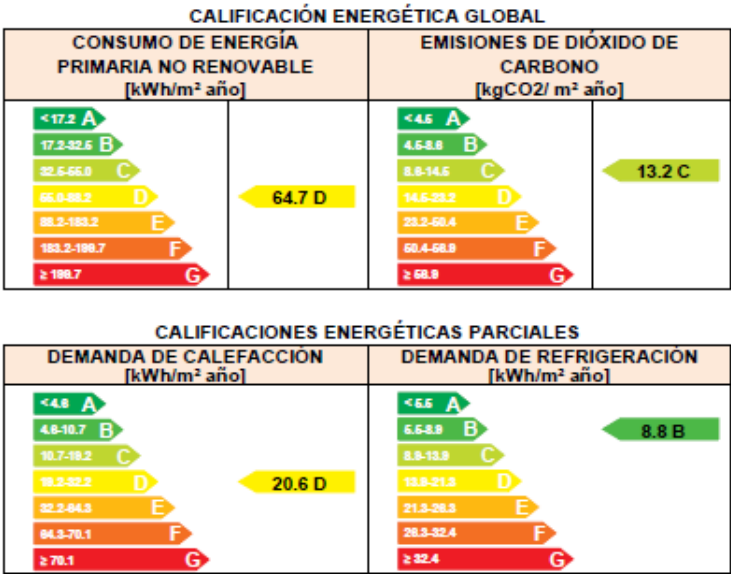 CALIFICACIÓN ENERGÉTICA GLOBAL
CONSUMO DE ENERGÍA
PRIMARIA NO RENOVABLE
[kWh/m² año]
EMISIONES DE DIÓXIDO DE
CARBONO
[kgCO2/ m² año]
<17.2 A
17.2-32.5 B
32.5-55.0 C
55.0-88.2 D
88.2-183.2 E
183.2-199.7 F
≥ 199.7 G
64.7 D
<4.5 A
4.5-8.6 B
8.6-14.5 C
14.5-23.2 D
23.2-50.4 E
50.4-58.9 F
≥ 58.9 G
13.2 C
CALIFICACIONES ENERGÉTICAS PARCIALES
DEMANDA DE CALEFACCIÓN
[kWh/m² año]
DEMANDA DE REFRIGERACIÓN
[kWh/m² año]
<4.6 A
4.6-10.7 B
10.7-19.2 C
19.2-32.2 D
32.2-64.3 E
64.3-70.1 F
≥ 70.1 G
20.6 D
<5.5 A
5.5-8.9 B
8.9-13.9 C
13.9-21.3 D
21.3-26.3 E
26.3-32.4 F
≥ 32.4 G
8.8 B